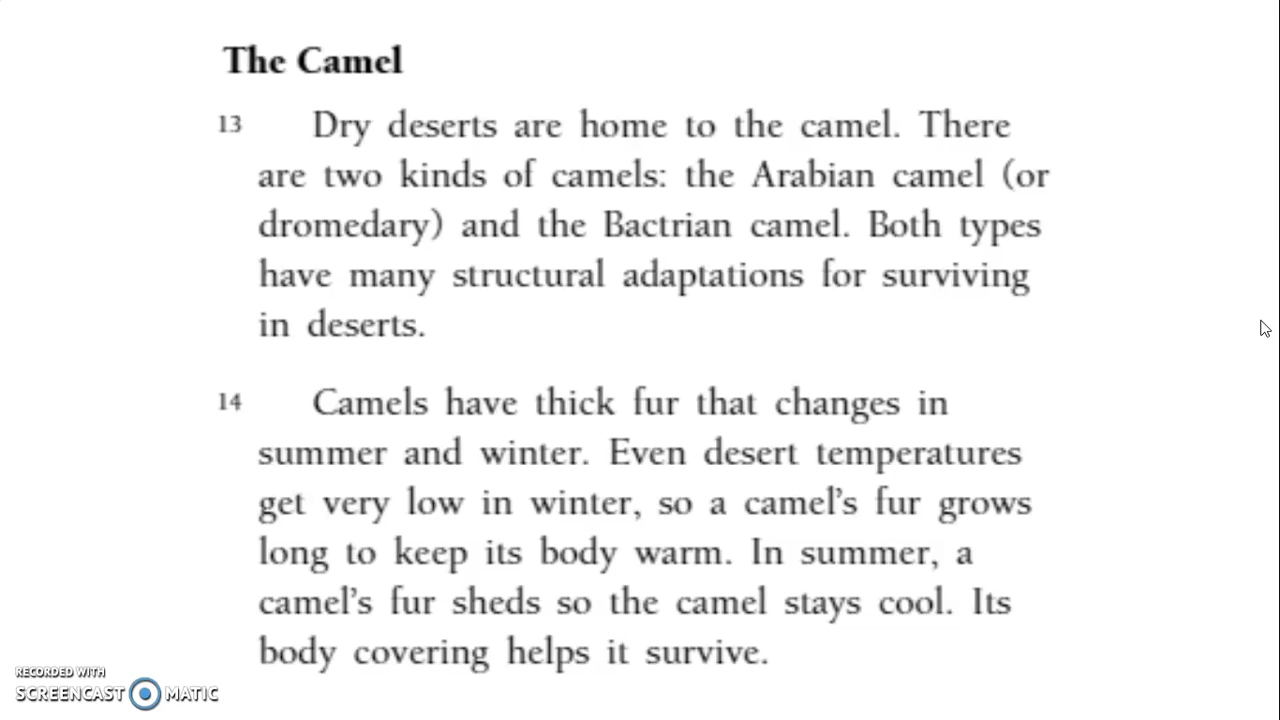 The Camel
13 Dry deserts are home to the camel. There
are two kinds of camels: the Arabian camel (or
dromedary) and the Bactrian camel. Both types
have many structural adaptations for surviving
in deserts.
14 Camels have thick fur that changes in
summer and winter. Even desert temperatures
get very low in winter, so a camel’s fur grows
long to keep its body warm. In summer, a
camel’s fur sheds so the camel stays cool. Its
body covering helps it survive.
RECORDED WITH
SCREENCAST MATIC